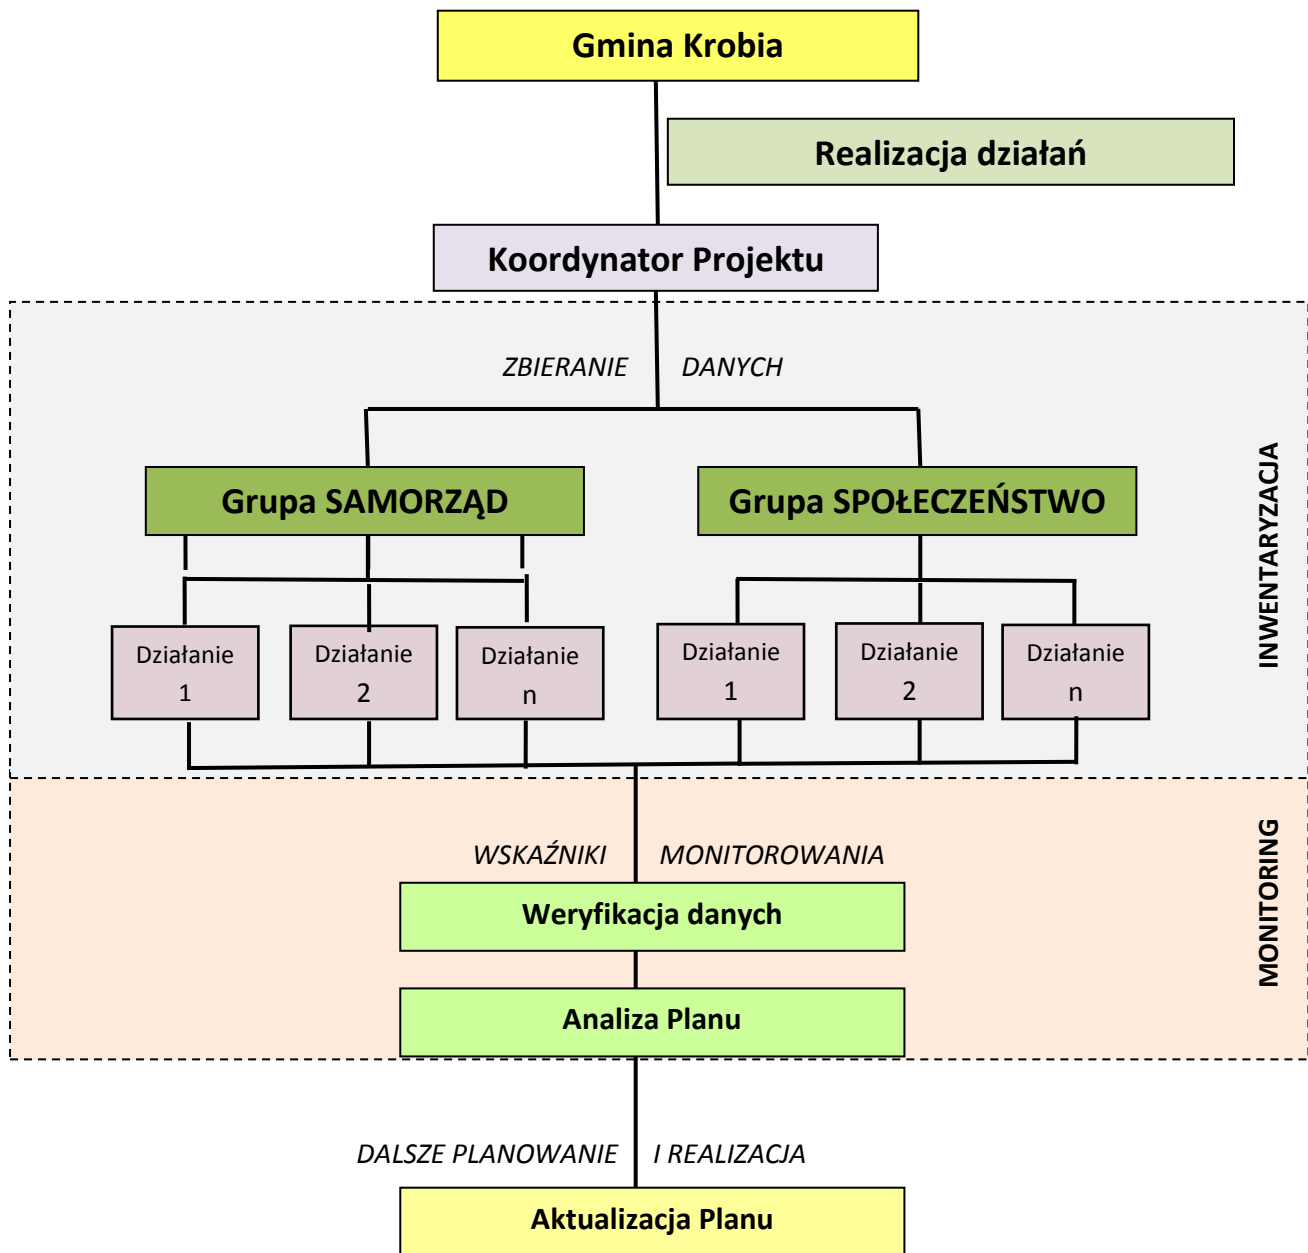 Gmina Krobia
Realizacja działań
Koordynator Projektu
ZBIERANIE DANYCH
Grupa SAMORZĄD
Grupa SPOŁECZEŃSTWO
Działanie
1
Działanie
2
Działanie
n
Działanie
1
Działanie
2
Działanie
n
INWENTARYZACJA
WSKAŹNIKI MONITOROWANIA
Weryfikacja danych
Analiza Planu
MONITORING
DALSZE PLANOWANIE I REALIZACJA
Aktualizacja Planu